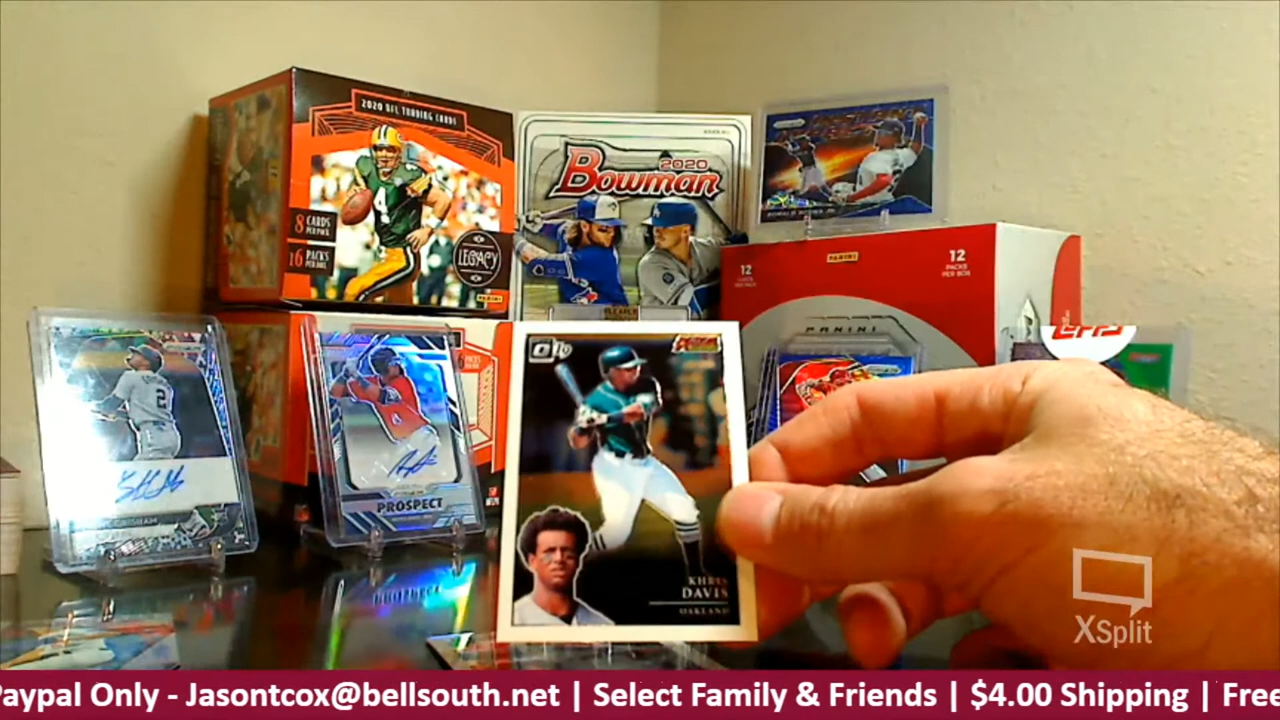 2020 NFL TRADING CARDS
8 CARDS
PER PACK
16 PACKS
PER BOX
LEGACY
PANINI
2020
Bowman
PANINI
12
12
PACKS
PER BOX
PANINI
PROSPECT
KHRIS
DAVIS
OAKLAND
XSplit
Paypal Only - Jasontcox@bellsouth.net | Select Family & Friends | $4.00 Shipping | Free